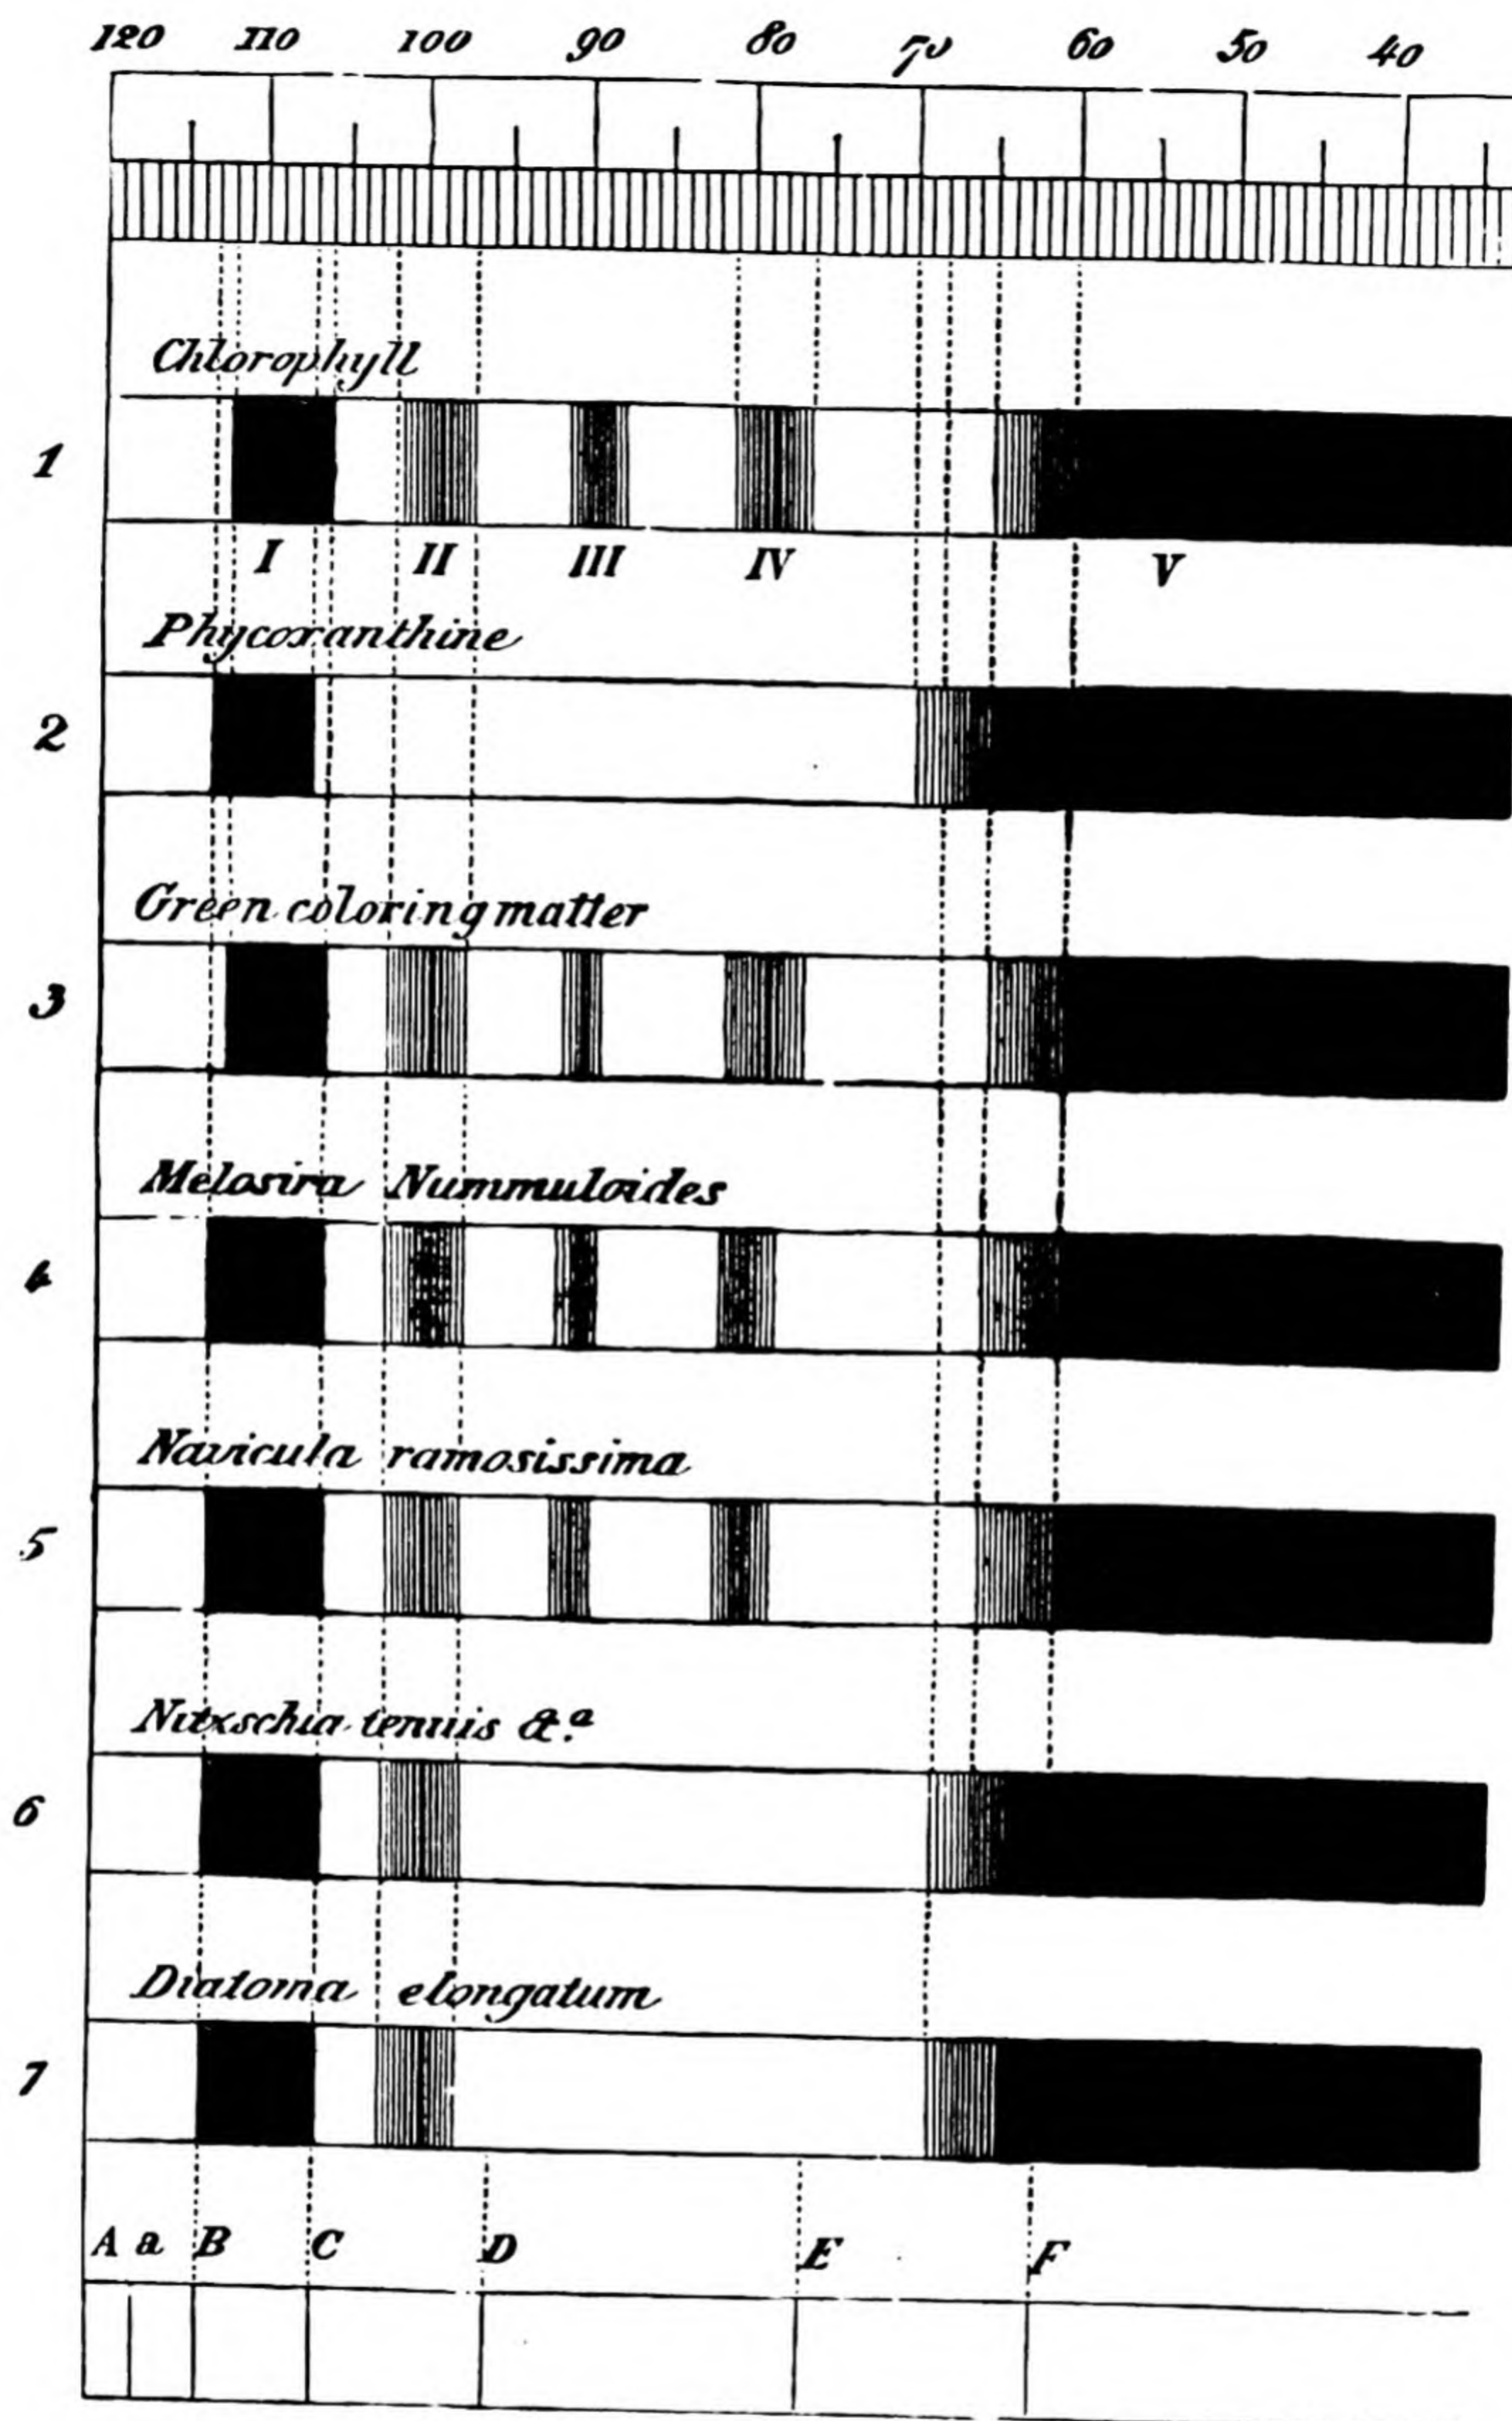 120 110 100 90 80 70 60 50 40
Chlorophyll
1
I II III IV V
Phycoxanthine
2
Green coloring matter
3
Melosira Nummuloides
4
Navicula ramosissima
5
Nitzschia tenuis &.a
6
Diatoma elongatum
7
A a B C D E F